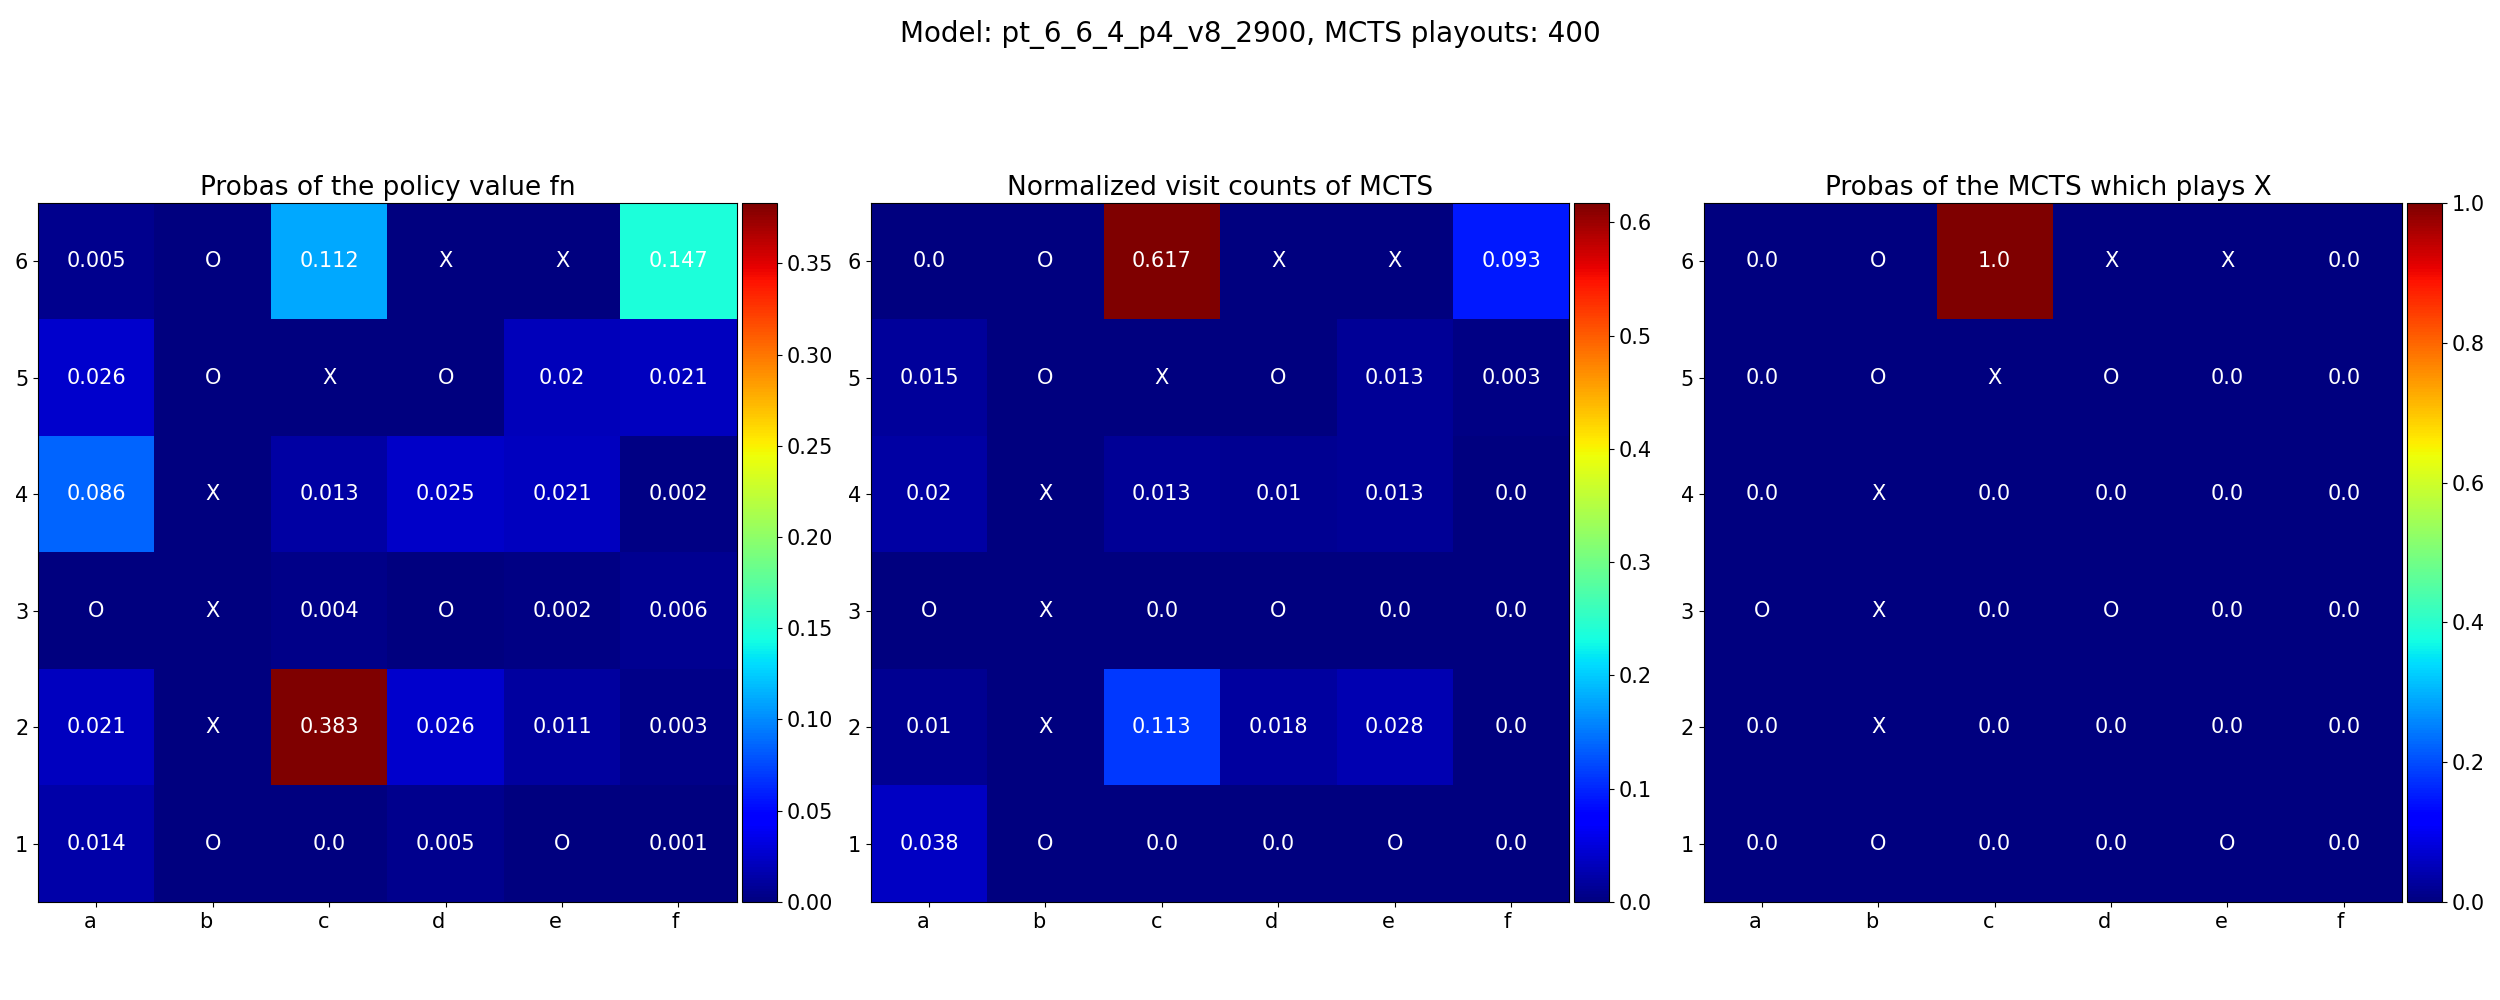 Model: pt_6_6_4_p4_v8_2900, MCTS playouts: 400
Probas of the policy value fn
6 0.005 O 0.112 X X 0.147
5 0.026 O X O 0.02 0.021
4 0.086 X 0.013 0.025 0.021 0.002
3 O X 0.004 O 0.002 0.006
2 0.021 X 0.383 0.026 0.011 0.003
1 0.014 O 0.0 0.005 O 0.001
a b c d e f
0.35
0.30
0.25
0.20
0.15
0.10
0.05
0.00
Normalized visit counts of MCTS
6 0.0 O 0.617 X X 0.093
5 0.015 O X O 0.013 0.003
4 0.02 X 0.013 0.01 0.013 0.0
3 O X 0.0 O 0.0 0.0
2 0.01 X 0.113 0.018 0.028 0.0
1 0.038 O 0.0 0.0 O 0.0
a b c d e f
0.6
0.5
0.4
0.3
0.2
0.1
0.0
Probas of the MCTS which plays X
6 0.0 O 1.0 X X 0.0
5 0.0 O X O 0.0 0.0
4 0.0 X 0.0 0.0 0.0 0.0
3 O X 0.0 O 0.0 0.0
2 0.0 X 0.0 0.0 0.0 0.0
1 0.0 O 0.0 0.0 O 0.0
a b c d e f
1.0
0.8
0.6
0.4
0.2
0.0